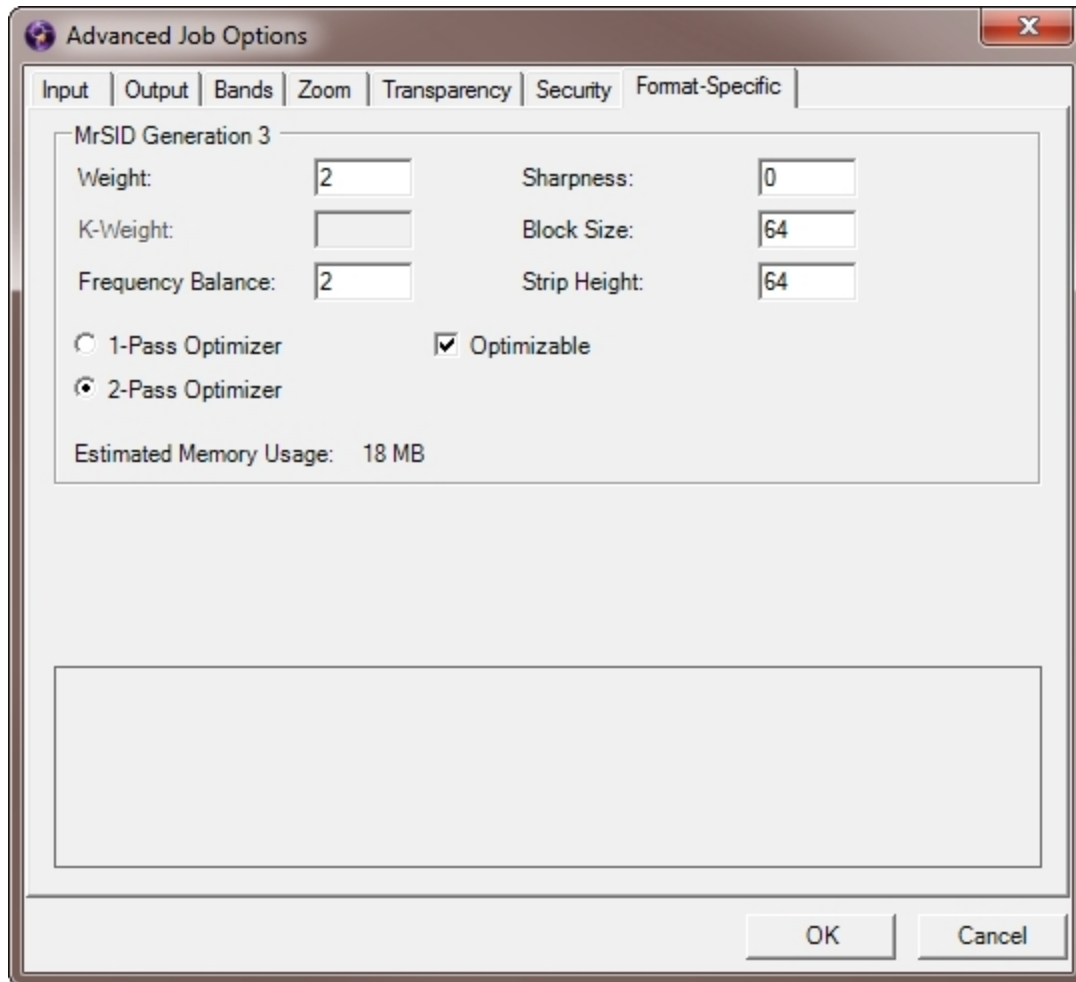 Advanced Job Options
Input Output Bands Zoom Transparency Security Format-Specific
MrSID Generation 3
Weight: 2 Sharpness: 0
K-Weight: Block Size: 64
Frequency Balance: 2 Strip Height: 64
1-Pass Optimizer Optimizable
2-Pass Optimizer
Estimated Memory Usage: 18 MB
OK Cancel